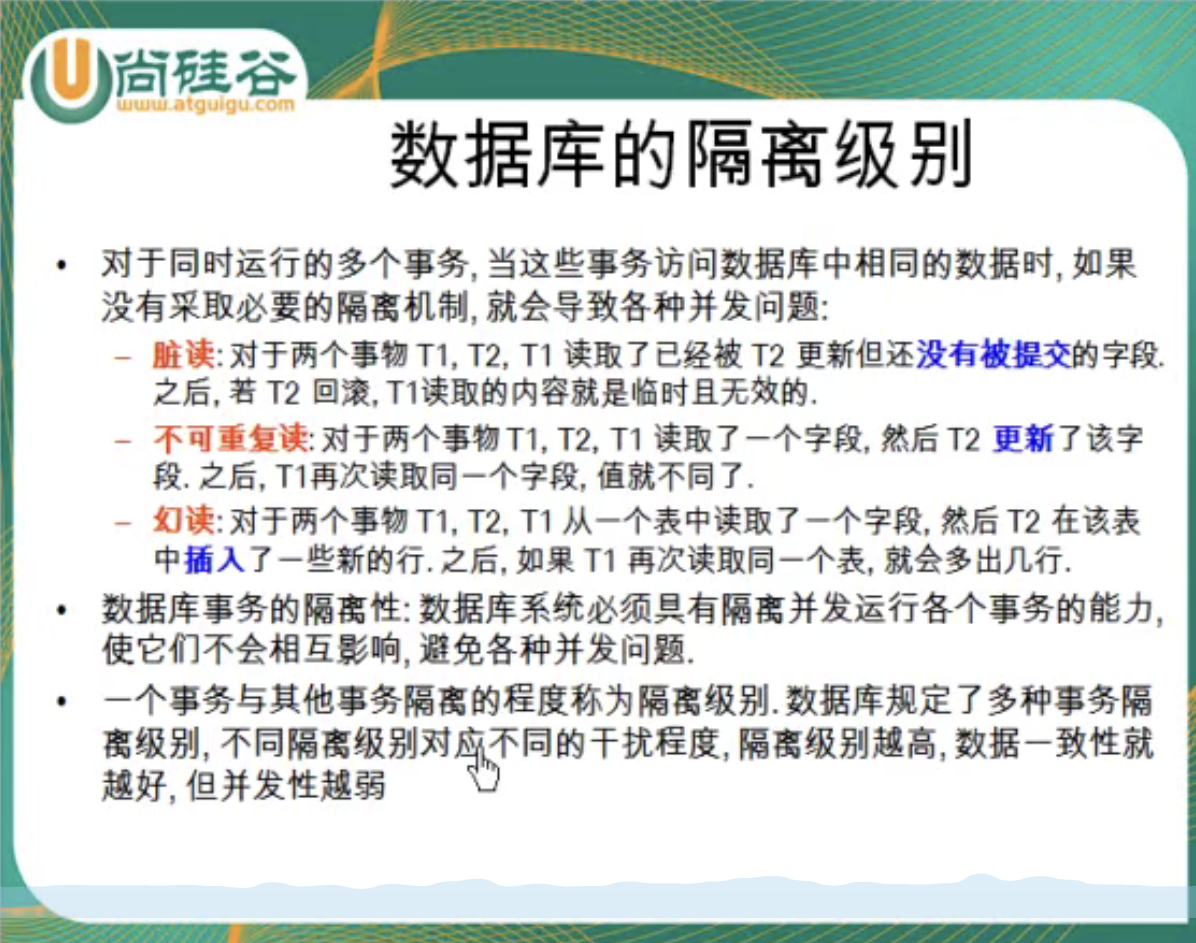 尚硅谷
www.atguigu.com
数据库的隔离级别
• 对于同时运行的多个事务, 当这些事务访问数据库中相同的数据时, 如果
没有采取必要的隔离机制, 就会导致各种并发问题:
– 脏读: 对于两个事物 T1, T2, T1 读取了已经被 T2 更新但还没有被提交的字段.
之后, 若 T2 回滚, T1读取的内容就是临时且无效的.
– 不可重复读: 对于两个事物 T1, T2, T1 读取了一个字段, 然后 T2 更新了该字
段. 之后, T1再次读取同一个字段, 值就不同了.
– 幻读: 对于两个事物 T1, T2, T1 从一个表中读取了一个字段, 然后 T2 在该表
中插入了一些新的行. 之后, 如果 T1 再次读取同一个表, 就会多出几行.
• 数据库事务的隔离性: 数据库系统必须具有隔离并发运行各个事务的能力,
使它们不会相互影响, 避免各种并发问题.
• 一个事务与其他事务隔离的程度称为隔离级别. 数据库规定了多种事务隔
离级别, 不同隔离级别对应不同的干扰程度, 隔离级别越高, 数据一致性就
越好, 但并发性越弱